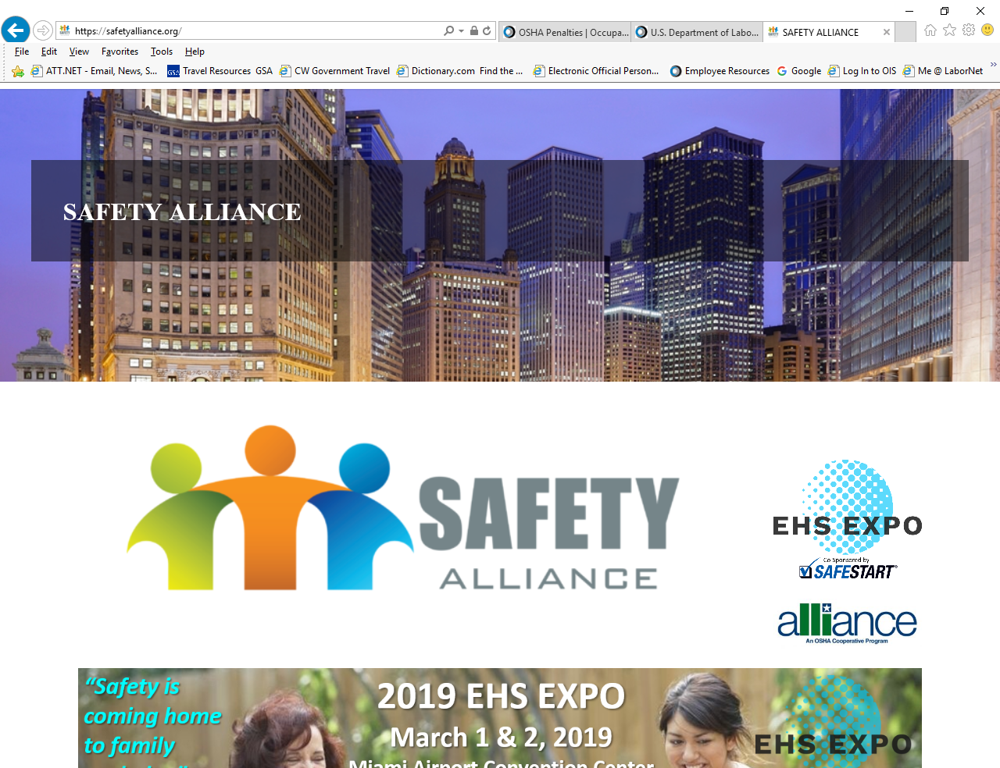 https://safetyalliance.org/
OSHA Penalties | Occupa...
U.S. Department of Labo...
SAFETY ALLIANCE
File Edit View Favorites Tools Help
ATT.NET - Email, News, S...
Travel Resources GSA
CW Government Travel
Dictionary.com Find the ...
Electronic Official Person...
Employee Resources
Google
Log In to OIS
Me @ LaborNet
SAFETY ALLIANCE
SAFETY
ALLIANCE
EHS EXPO
Co Sponsored by
SAFESTART
alliance
An OSHA Cooperative Program
"Safety is
coming home
to family
2019 EHS EXPO
March 1 & 2, 2019
Miami Airport Convention Center
EHS EXPO